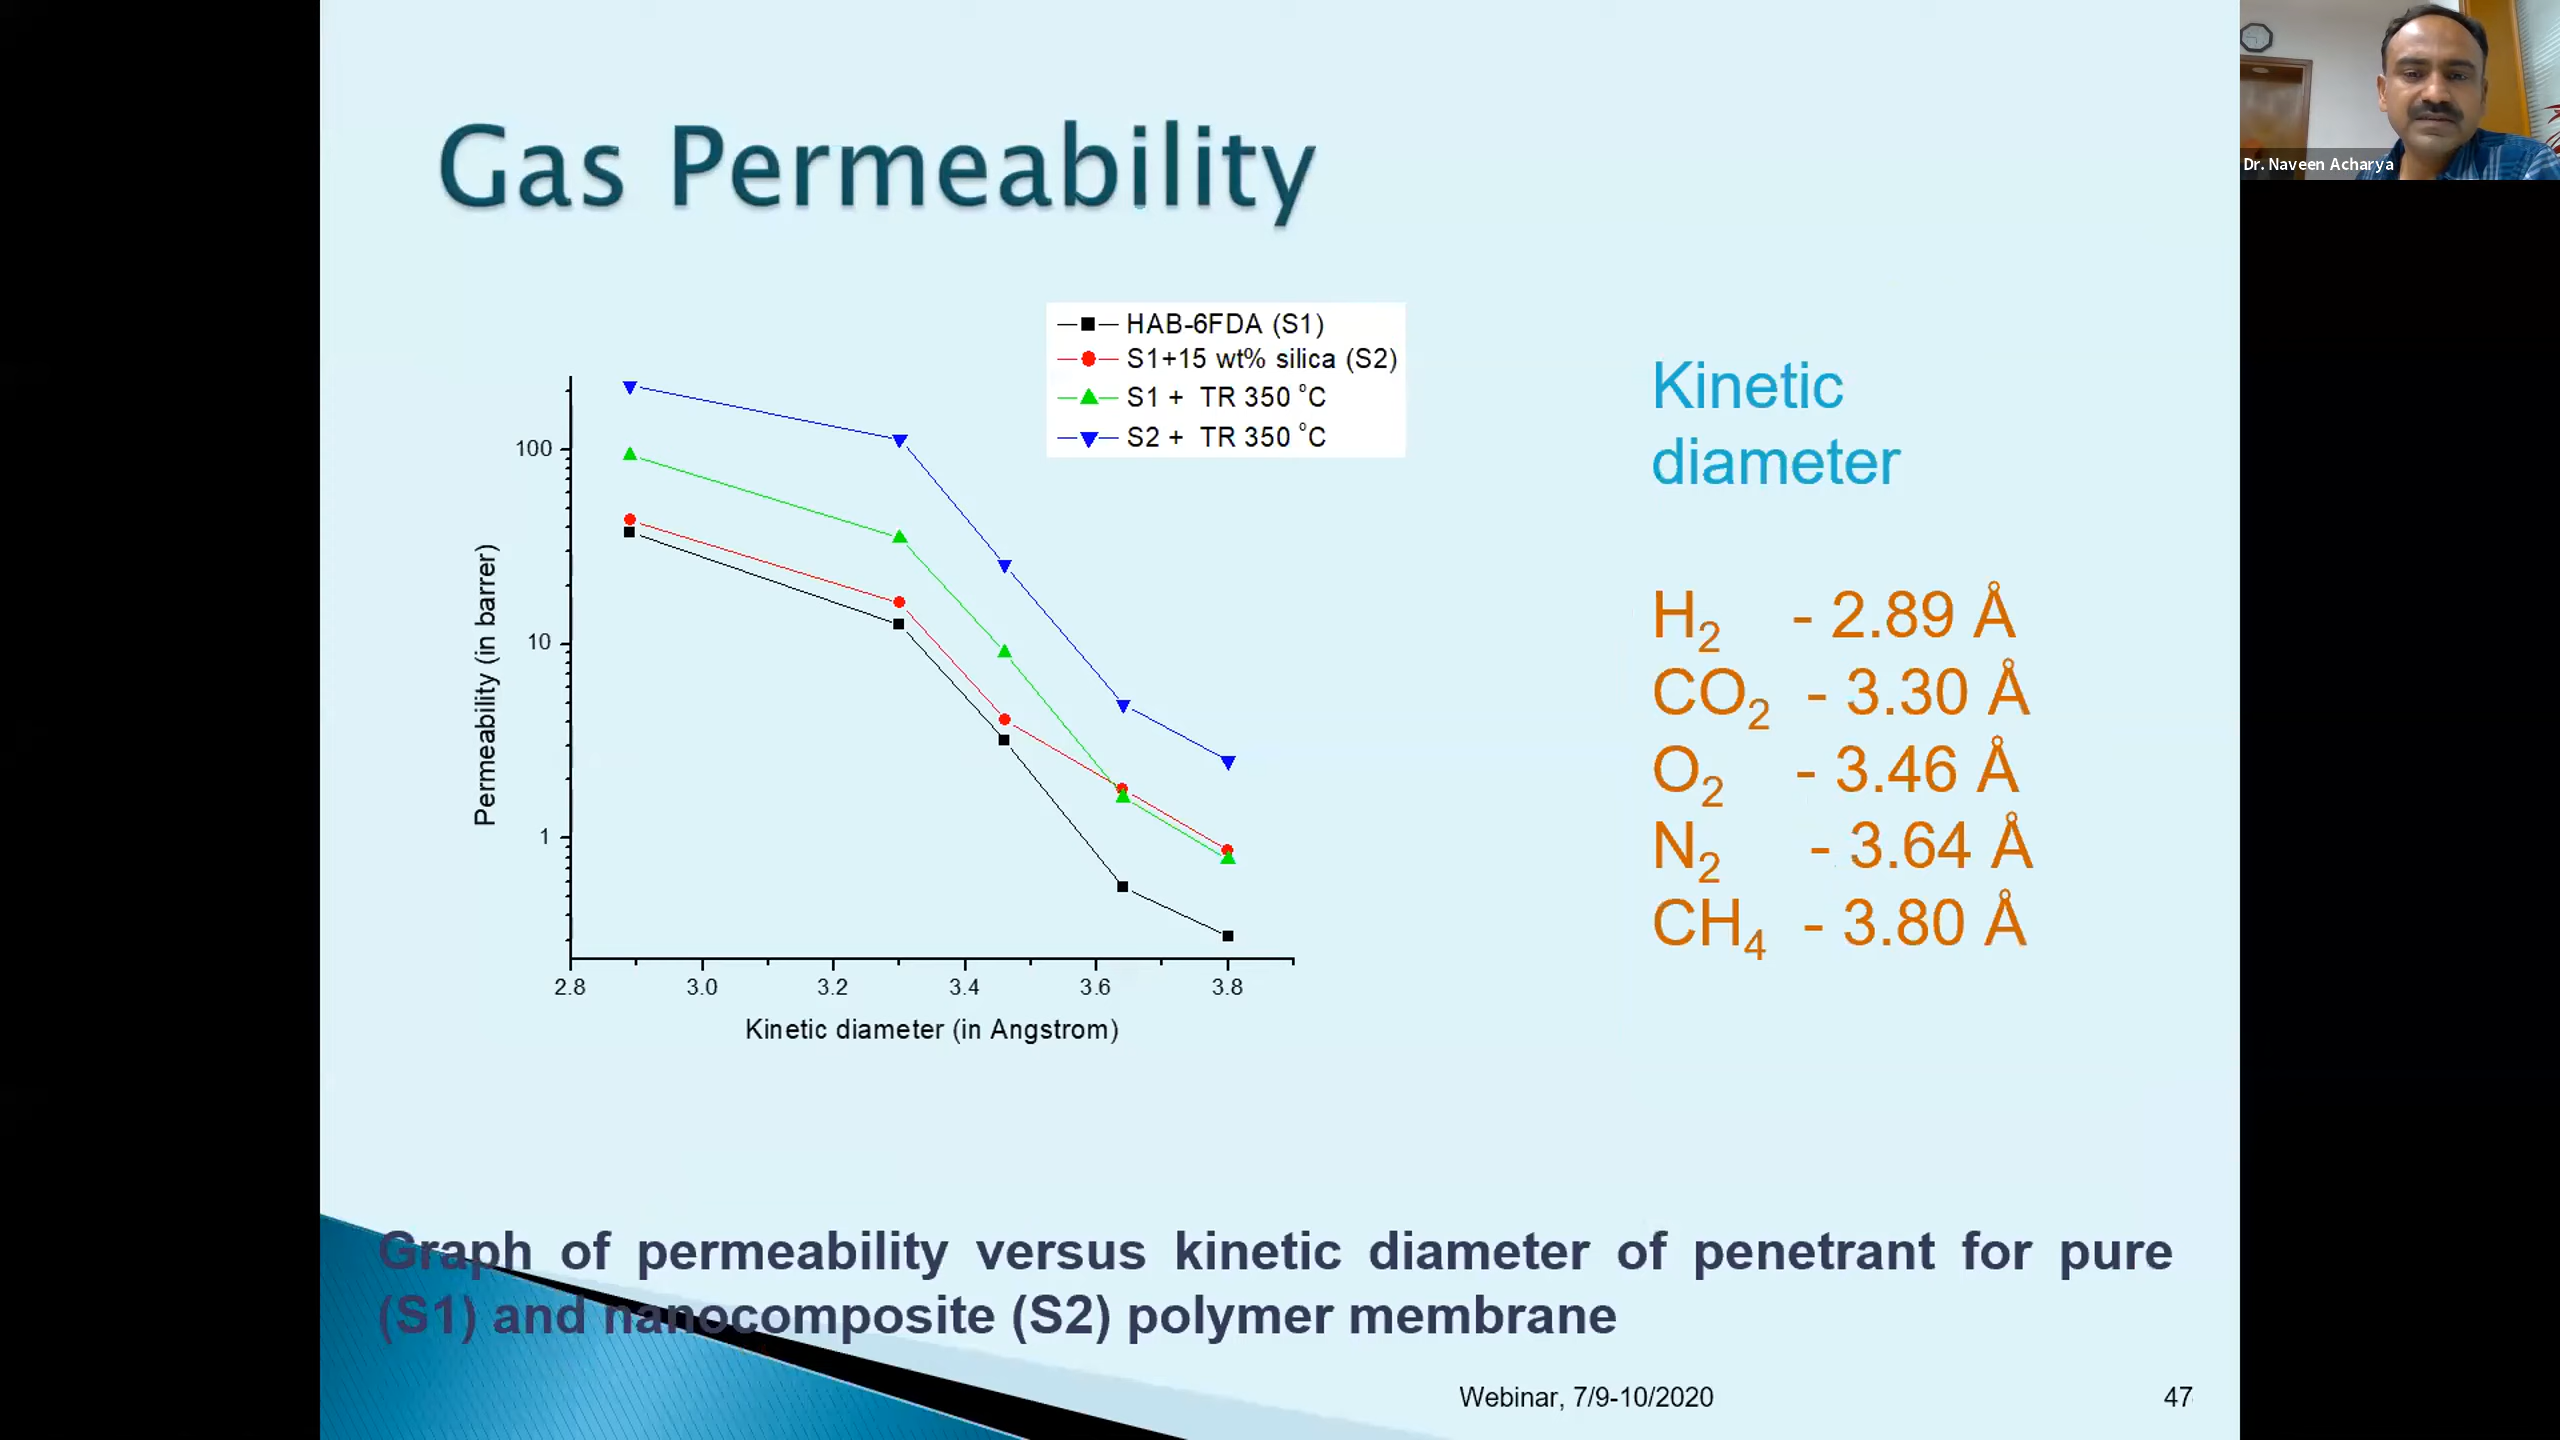 Gas Permeability
Dr. Naveen Acharya
HAB-6FDA (S1)
S1+15 wt% silica (S2)
S1 + TR 350 °C
S2 + TR 350 °C
100
10
1
Permeability (in barrer)
2.8 3.0 3.2 3.4 3.6 3.8
Kinetic diameter (in Angstrom)
Kinetic
diameter
H₂ - 2.89 Å
CO₂ - 3.30 Å
O₂ - 3.46 Å
N₂ - 3.64 Å
CH₄ - 3.80 Å
Graph of permeability versus kinetic diameter of penetrant for pure
(S1) and nanocomposite (S2) polymer membrane
Webinar, 7/9-10/2020
47